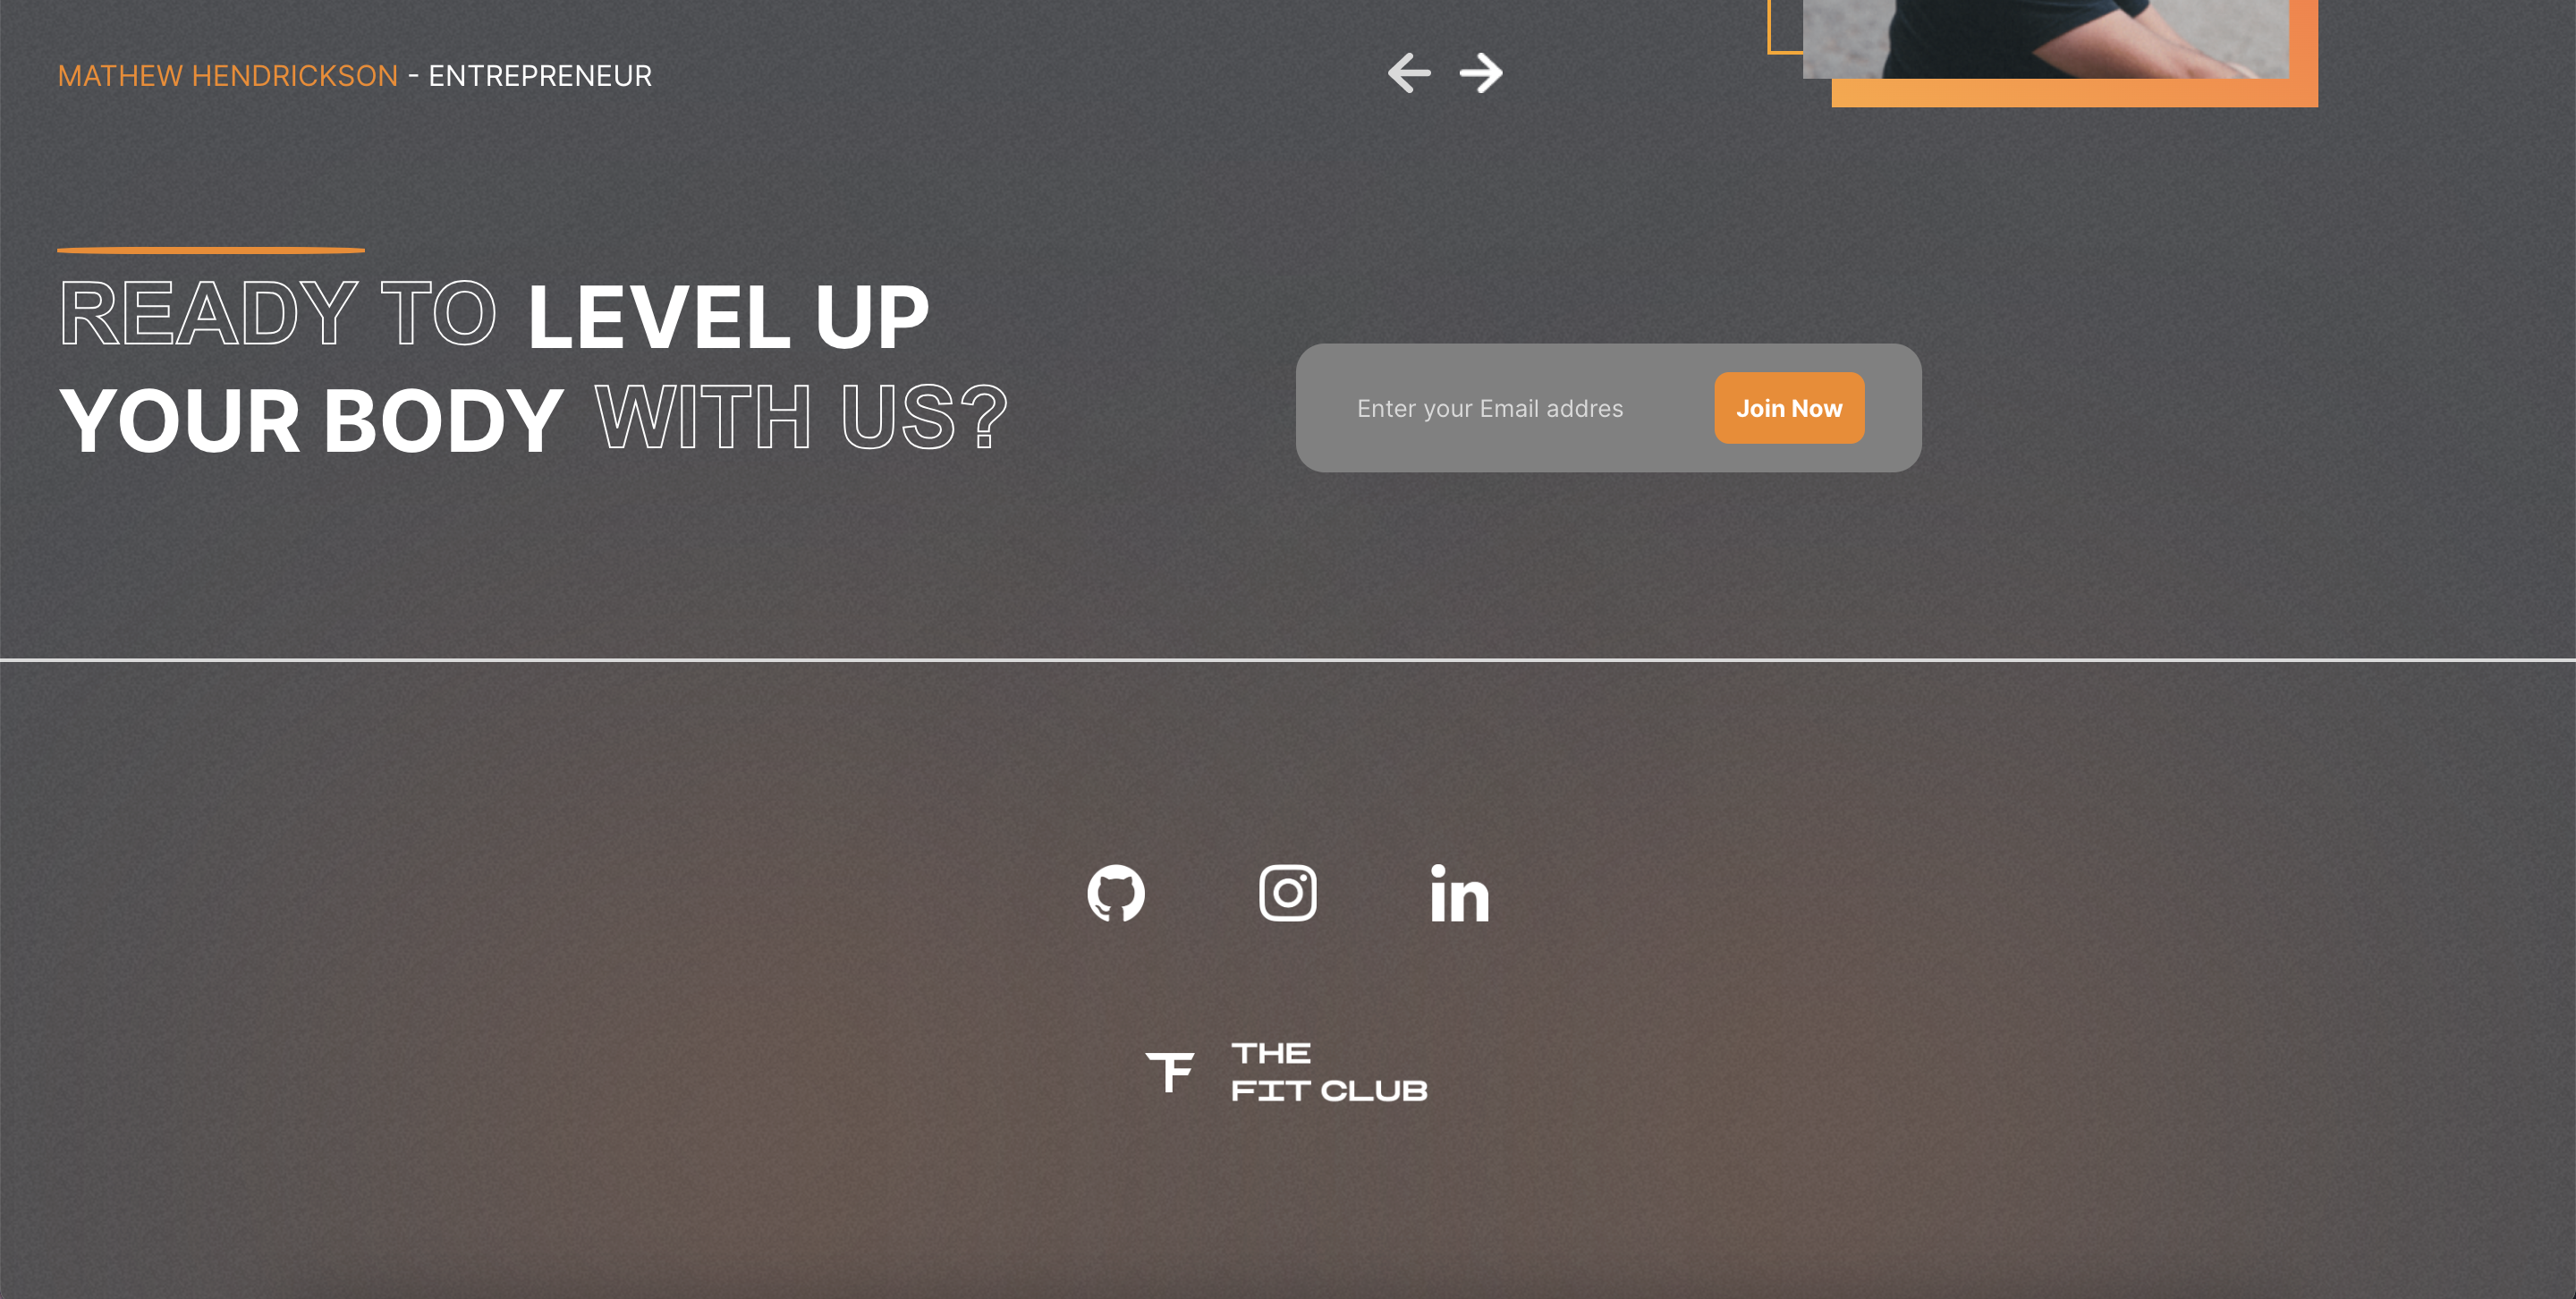 MATHEW HENDRICKSON - ENTREPRENEUR
READY TO LEVEL UP
YOUR BODY WITH US?
Enter your Email addres
Join Now
THE
FIT CLUB